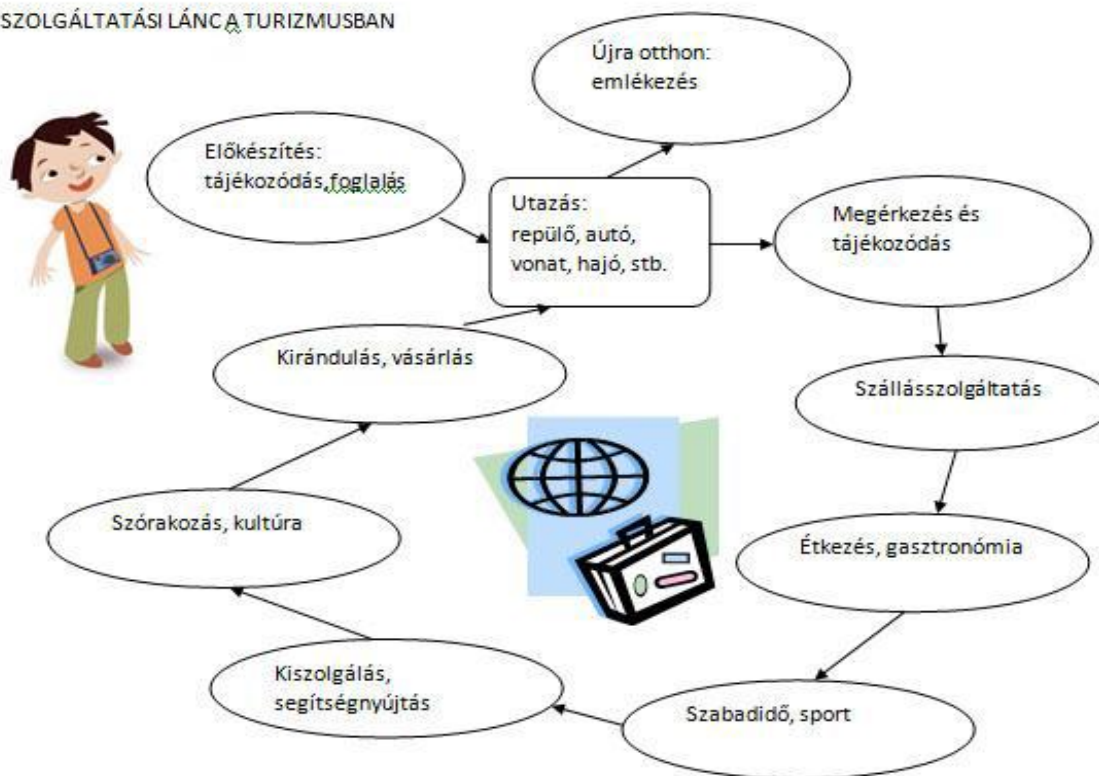 SZOLGÁLTATÁSI LÁNC A TURIZMUSBAN
Újra otthon:
emlékezés
Előkészítés:
tájékozódás,foglalás
Utazás:
repülő, autó,
vonat, hajó, stb.
Megérkezés és
tájékozódás
Szállásszolgáltatás
Étkezés, gasztronómia
Szabadidő, sport
Kiszolgálás,
segítségnyújtás
Szórakozás, kultúra
Kirándulás, vásárlás